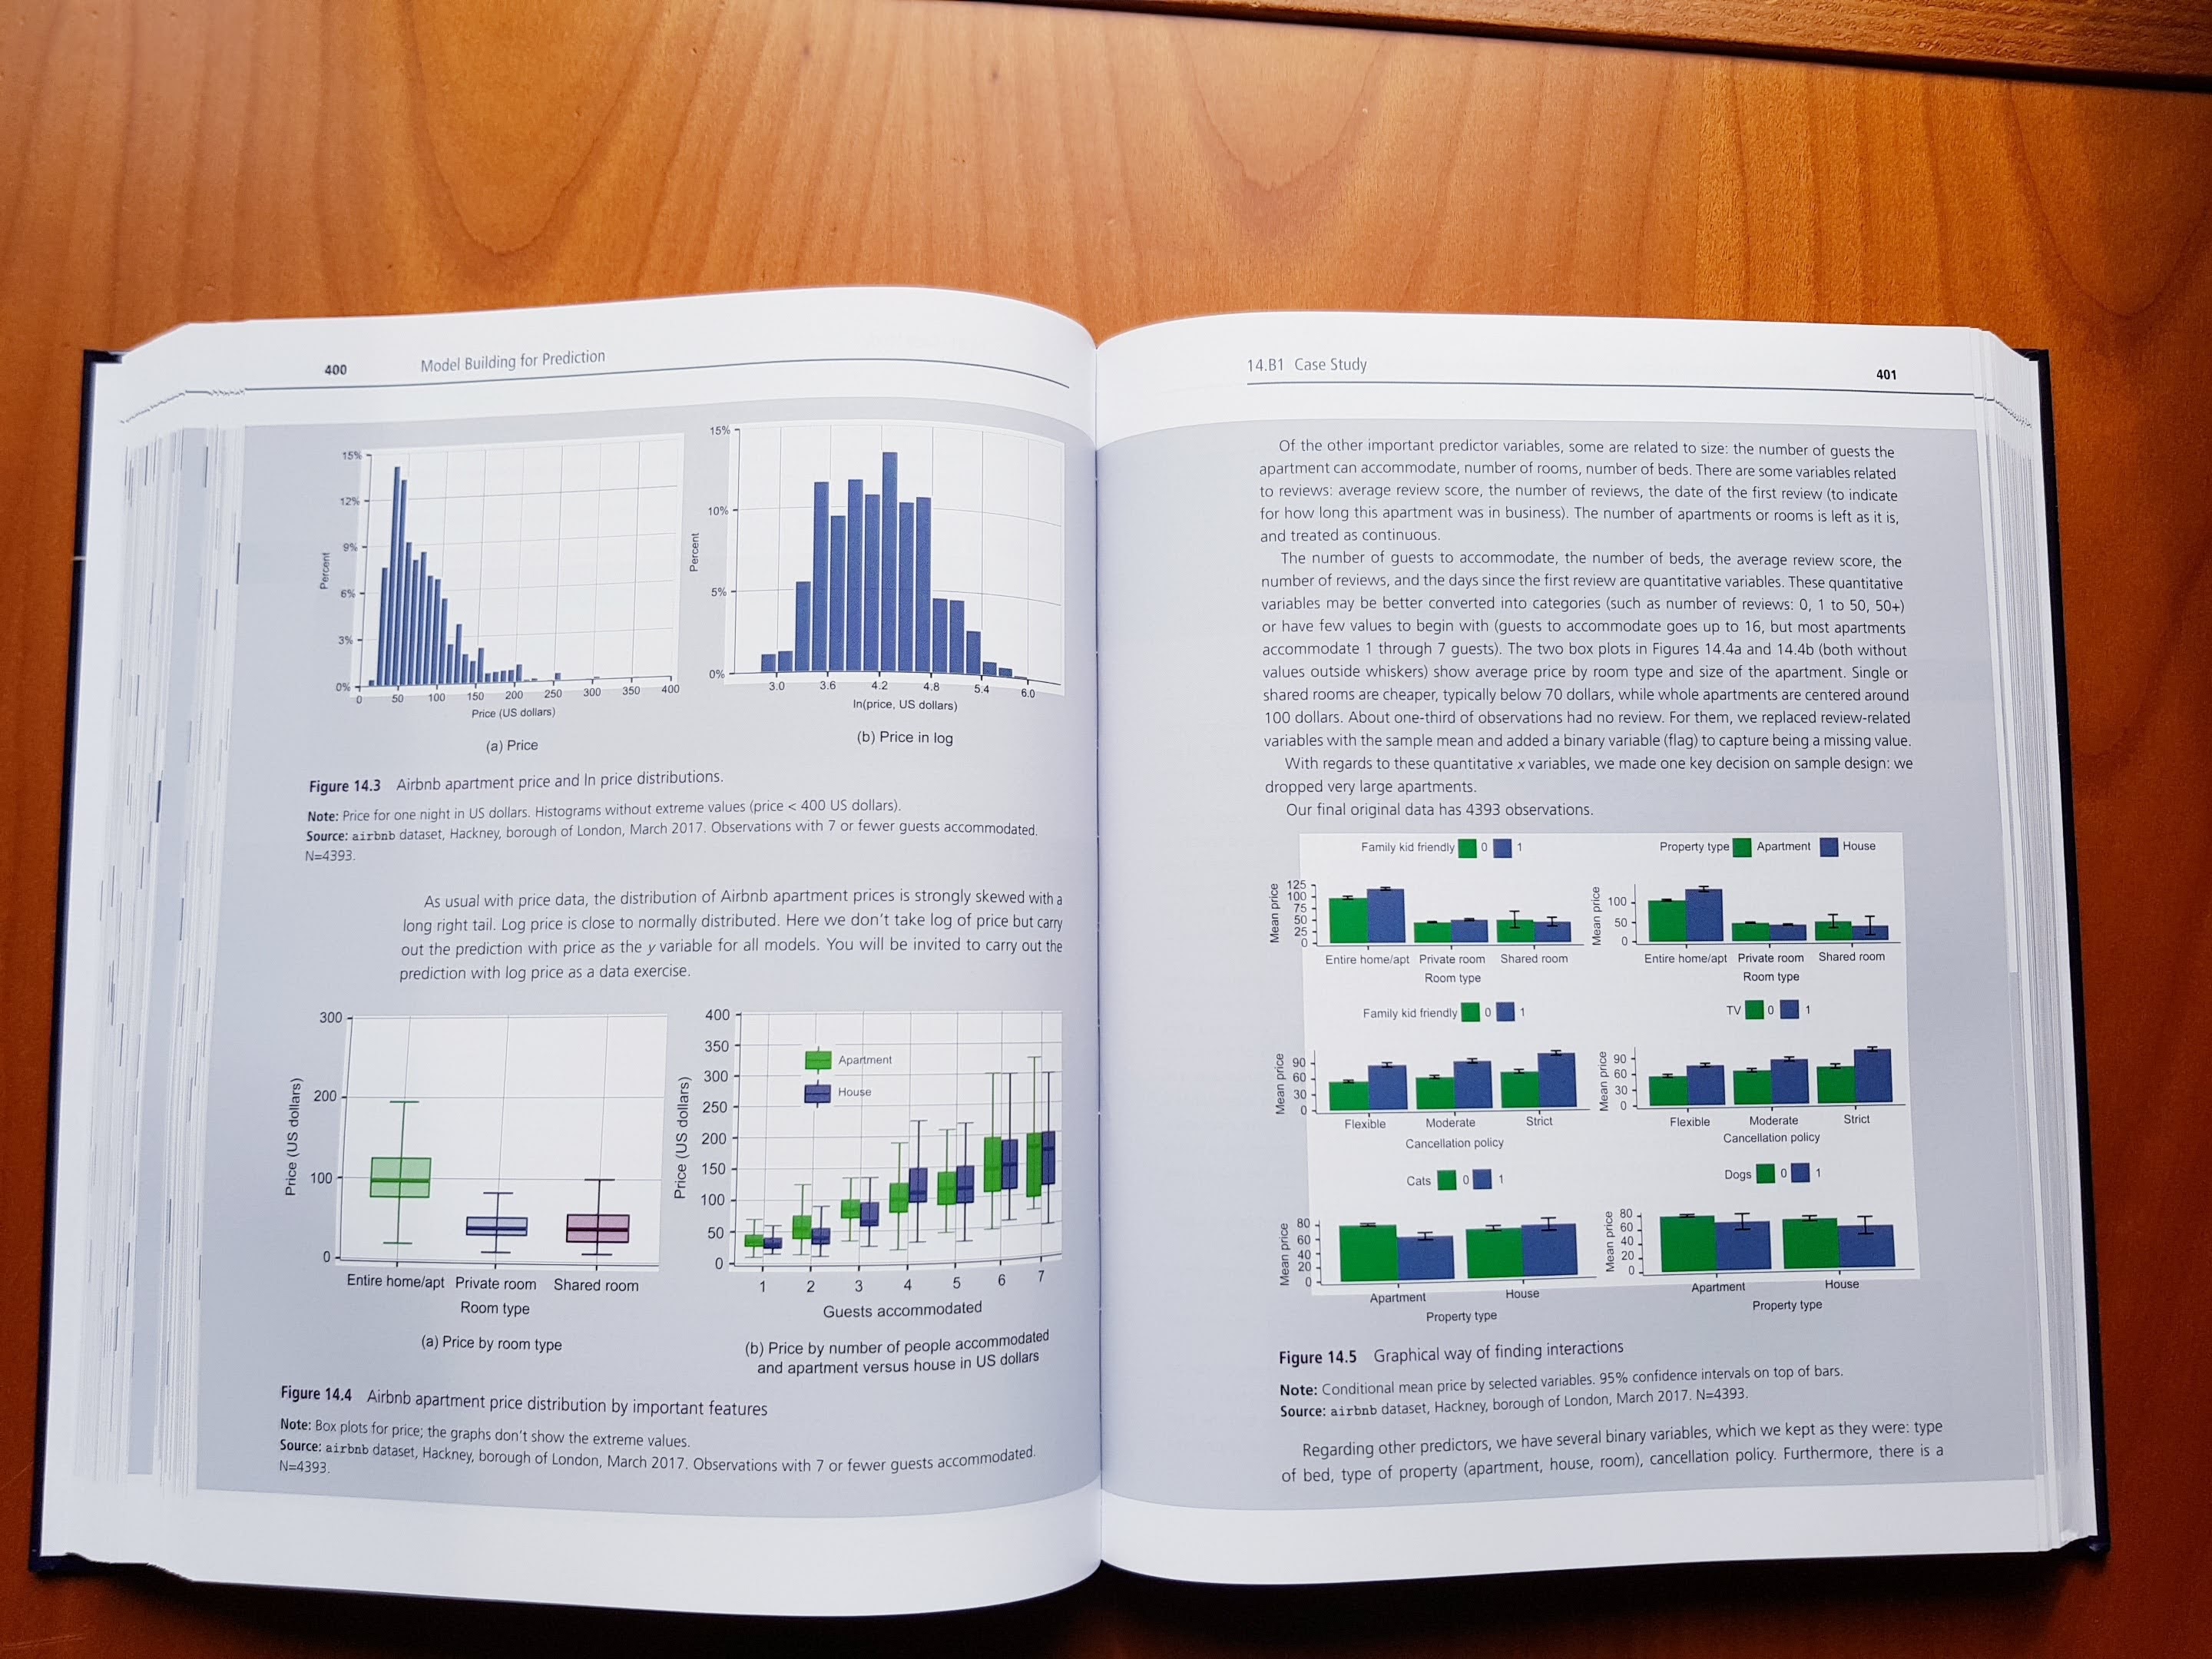 400 Model Building for Prediction
15%
12%
9%
6%
3%
0%
Percent
0 50 100 150 200 250 300 350 400
Price (US dollars)
(a) Price
15%
10%
5%
0%
Percent
3.0 3.6 4.2 4.8 5.4 6.0
ln(price, US dollars)
(b) Price in log
Figure 14.3 Airbnb apartment price and ln price distributions.
Note: Price for one night in US dollars. Histograms without extreme values (price < 400 US dollars).
Source: airbnb dataset, Hackney, borough of London, March 2017. Observations with 7 or fewer guests accommodated.
N=4393.
As usual with price data, the distribution of Airbnb apartment prices is strongly skewed with a
long right tail. Log price is close to normally distributed. Here we don't take log of price but carry
out the prediction with price as the y variable for all models. You will be invited to carry out the
prediction with log price as a data exercise.
300
200
100
0
Price (US dollars)
Entire home/apt Private room Shared room
Room type
(a) Price by room type
400
350
300
250
200
150
100
50
0
Price (US dollars)
Apartment
House
1 2 3 4 5 6 7
Guests accommodated
(b) Price by number of people accommodated
and apartment versus house in US dollars
Figure 14.4 Airbnb apartment price distribution by important features
Note: Box plots for price; the graphs don't show the extreme values.
Source: airbnb dataset, Hackney, borough of London, March 2017. Observations with 7 or fewer guests accommodated.
N=4393.
14.B1 Case Study 401
Of the other important predictor variables, some are related to size: the number of guests the
apartment can accommodate, number of rooms, number of beds. There are some variables related
to reviews: average review score, the number of reviews, the date of the first review (to indicate
for how long this apartment was in business). The number of apartments or rooms is left as it is,
and treated as continuous.
The number of guests to accommodate, the number of beds, the average review score, the
number of reviews, and the days since the first review are quantitative variables. These quantitative
variables may be better converted into categories (such as number of reviews: 0, 1 to 50, 50+)
or have few values to begin with (guests to accommodate goes up to 16, but most apartments
accommodate 1 through 7 guests). The two box plots in Figures 14.4a and 14.4b (both without
values outside whiskers) show average price by room type and size of the apartment. Single or
shared rooms are cheaper, typically below 70 dollars, while whole apartments are centered around
100 dollars. About one-third of observations had no review. For them, we replaced review-related
variables with the sample mean and added a binary variable (flag) to capture being a missing value.
With regards to these quantitative x variables, we made one key decision on sample design: we
dropped very large apartments.
Our final original data has 4393 observations.
Family kid friendly 0 1
125
100
75
50
25
0
Mean price
Entire home/apt Private room Shared room
Room type
Property type Apartment House
100
50
0
Mean price
Entire home/apt Private room Shared room
Room type
Family kid friendly 0 1
90
60
30
0
Mean price
Flexible Moderate Strict
Cancellation policy
TV 0 1
90
60
30
0
Mean price
Flexible Moderate Strict
Cancellation policy
Cats 0 1
80
60
40
20
0
Mean price
Apartment House
Property type
Dogs 0 1
80
60
40
20
0
Mean price
Apartment House
Property type
Figure 14.5 Graphical way of finding interactions
Note: Conditional mean price by selected variables. 95% confidence intervals on top of bars.
Source: airbnb dataset, Hackney, borough of London, March 2017. N=4393.
Regarding other predictors, we have several binary variables, which we kept as they were: type
of bed, type of property (apartment, house, room), cancellation policy. Furthermore, there is a